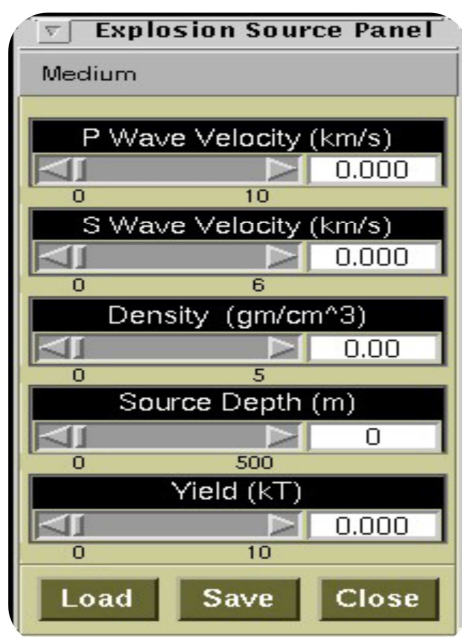 Explosion Source Panel
Medium
P Wave Velocity (km/s)
0.000
0 10
S Wave Velocity (km/s)
0.000
0 6
Density (gm/cm^3)
0.00
0 5
Source Depth (m)
0
0 500
Yield (kT)
0.000
0 10
Load Save Close